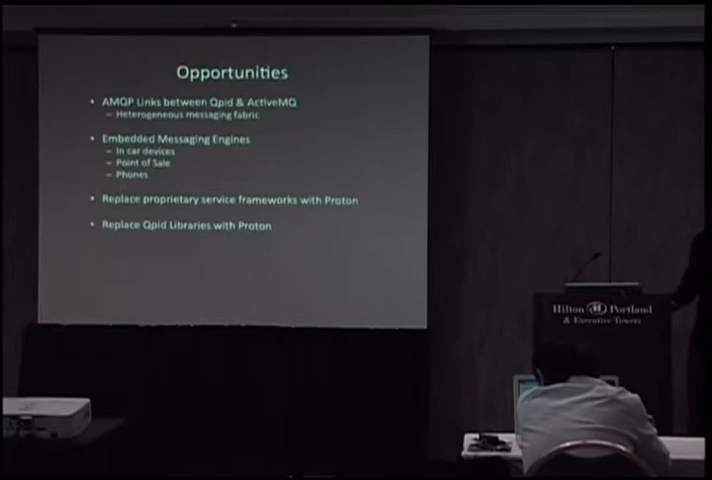 Opportunities
• AMQP Links between Qpid & ActiveMQ
– Heterogeneous messaging fabric
• Embedded Messaging Engines
– In car devices
– Point of Sale
– Phones
• Replace proprietary service frameworks with Proton
• Replace Qpid Libraries with Proton
Hilton H Portland
& Executive Towers